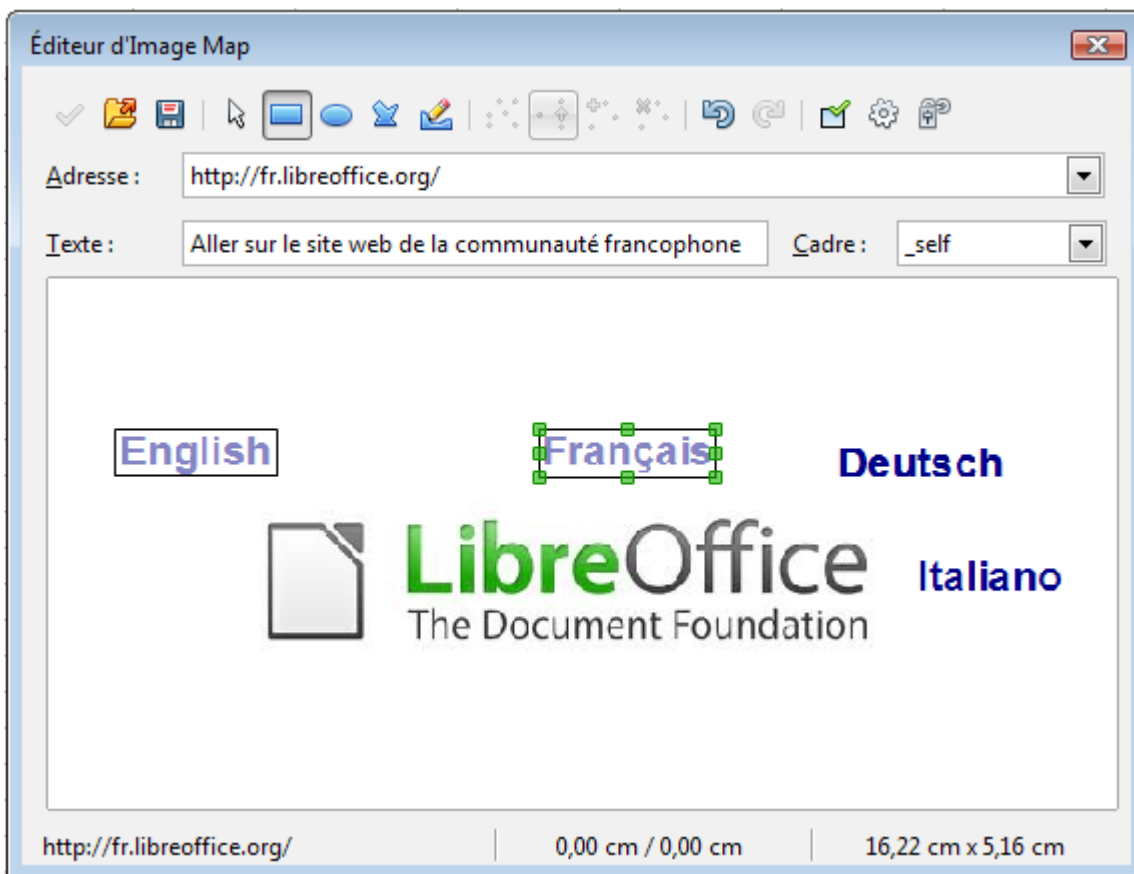 Éditeur d'Image Map
Adresse : http://fr.libreoffice.org/
Texte : Aller sur le site web de la communauté francophone Cadre : _self
English Français Deutsch
LibreOffice Italiano
The Document Foundation
http://fr.libreoffice.org/ 0,00 cm / 0,00 cm 16,22 cm x 5,16 cm